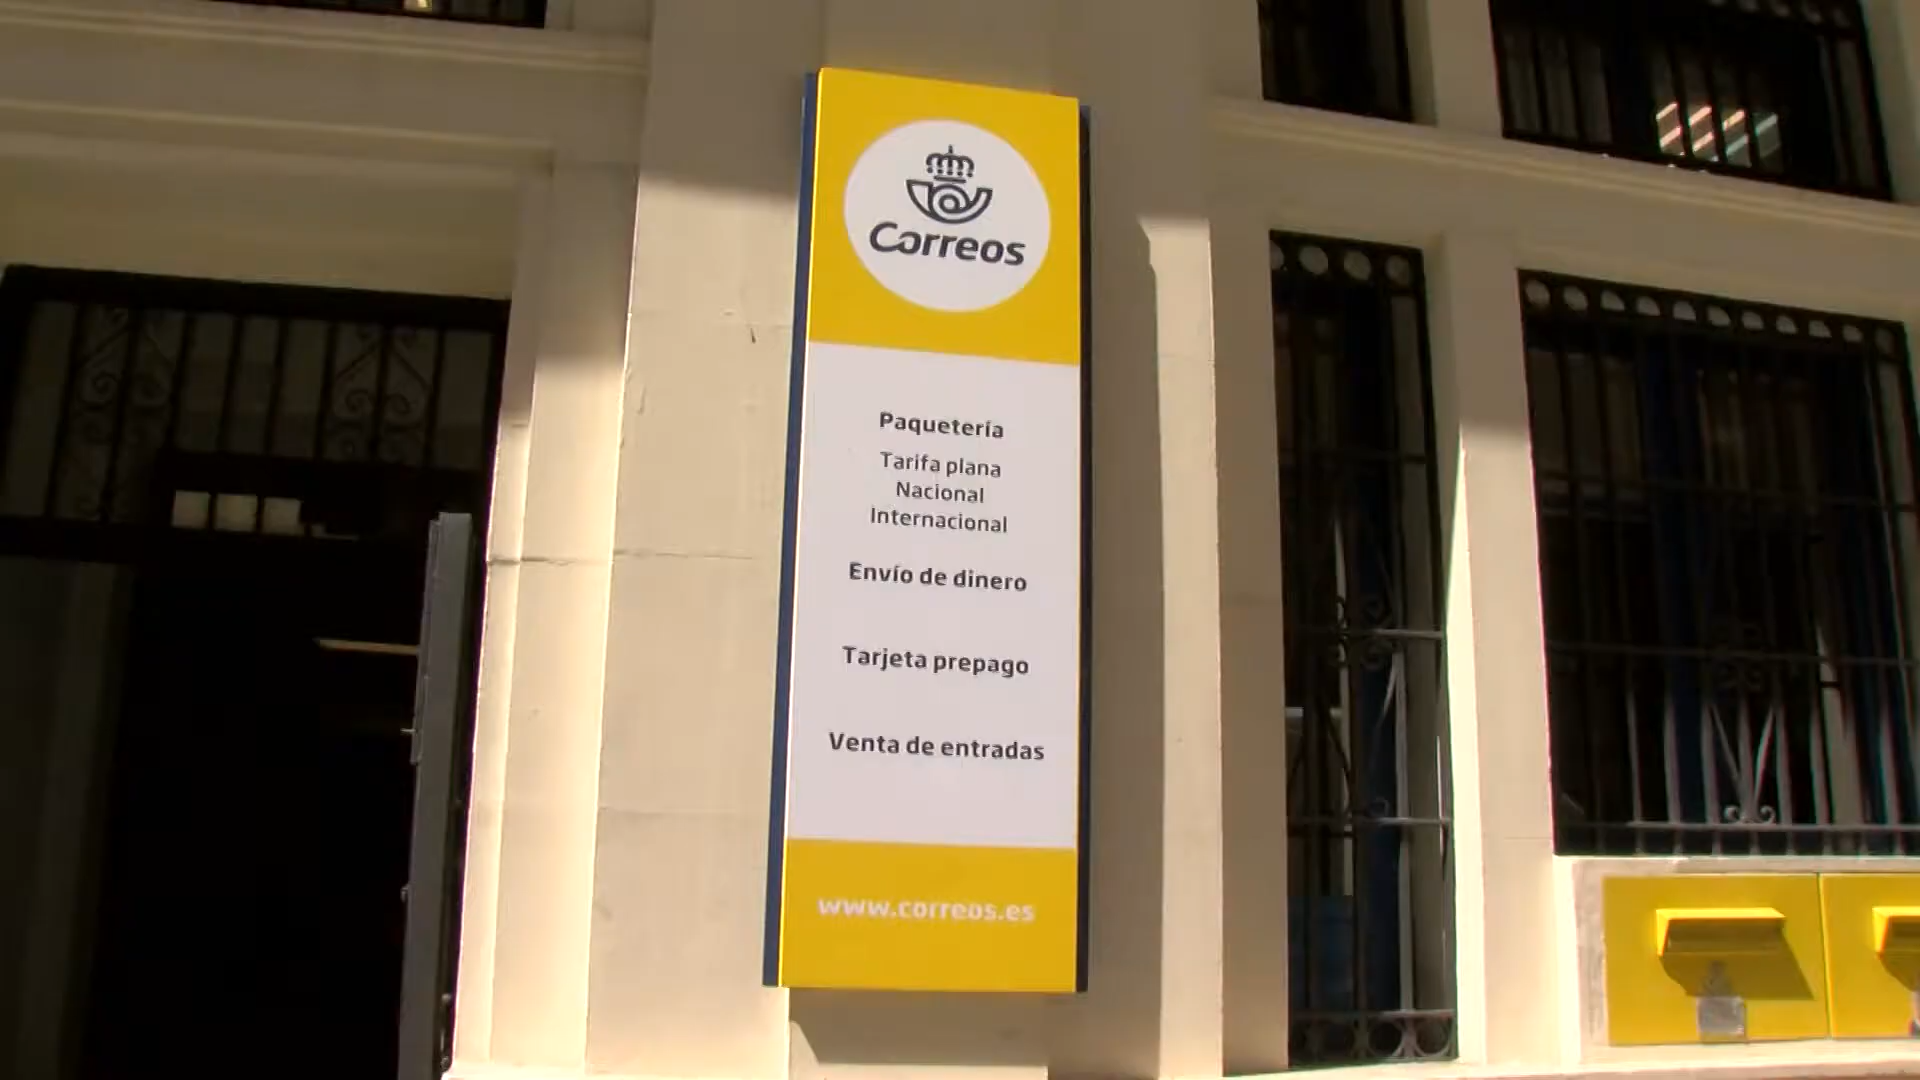 Correos
Paquetería
Tarifa plana
Nacional
Internacional
Envío de dinero
Tarjeta prepago
Venta de entradas
www.correos.es